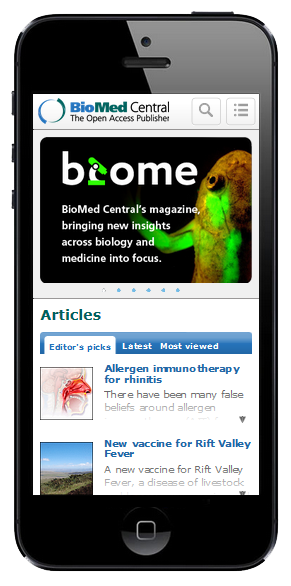 BioMed Central
The Open Access Publisher
biome
BioMed Central's magazine,
bringing new insights
across biology and
medicine into focus.
Articles
Editor's picks Latest Most viewed
Allergen immunotherapy
for rhinitis
There have been many false
beliefs around allergen
New vaccine for Rift Valley
Fever
A new vaccine for Rift Valley
Fever, a disease of livestock